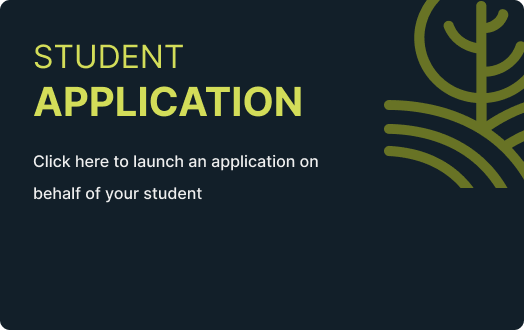 STUDENT
APPLICATION
Click here to launch an application on
behalf of your student